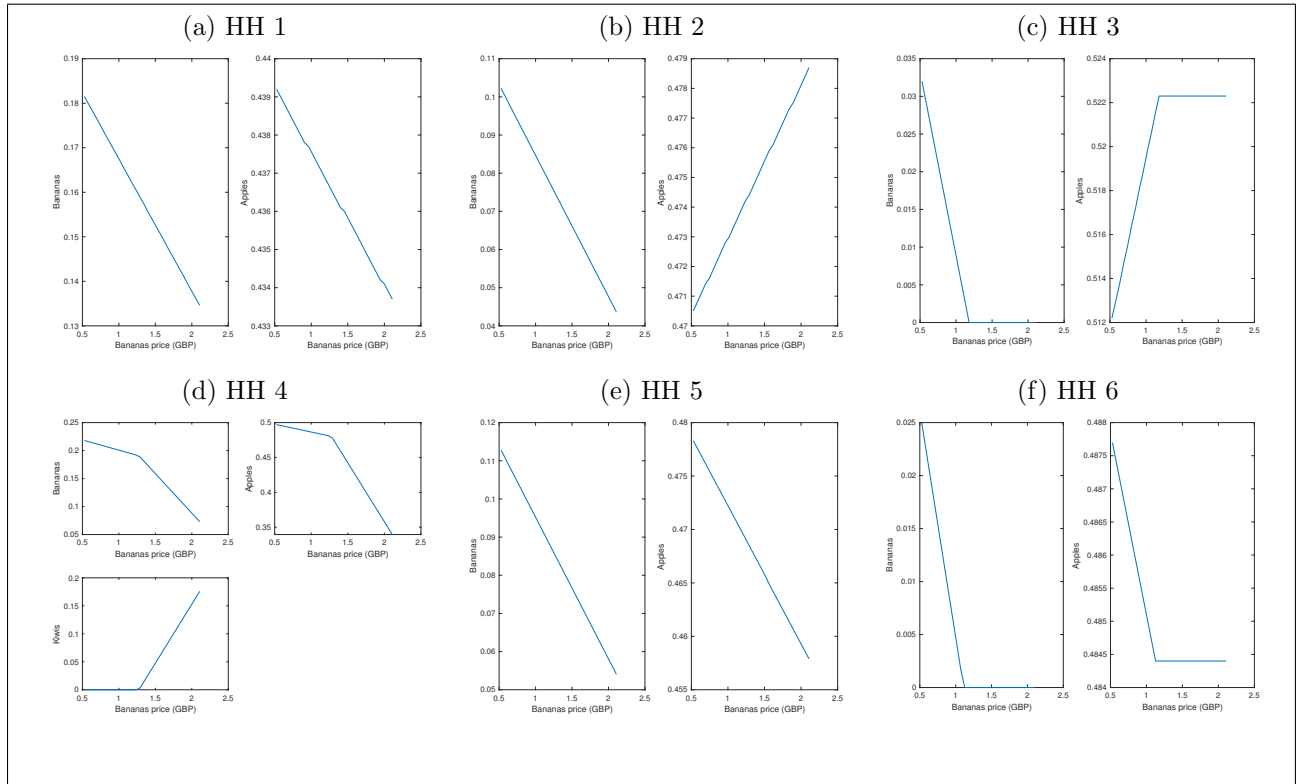 (a) HH 1
0.19
0.18
0.17
0.16
0.15
0.14
0.13
Bananas
0.5 1 1.5 2 2.5
Bananas price (GBP)
0.44
0.439
0.438
0.437
0.436
0.435
0.434
0.433
Apples
0.5 1 1.5 2 2.5
Bananas price (GBP)
(b) HH 2
0.11
0.1
0.09
0.08
0.07
0.06
0.05
0.04
Bananas
0.5 1 1.5 2 2.5
Bananas price (GBP)
0.479
0.478
0.477
0.476
0.475
0.474
0.473
0.472
0.471
0.47
Apples
0.5 1 1.5 2 2.5
Bananas price (GBP)
(c) HH 3
0.035
0.03
0.025
0.02
0.015
0.01
0.005
0
Bananas
0.5 1 1.5 2 2.5
Bananas price (GBP)
0.524
0.522
0.52
0.518
0.516
0.514
0.512
Apples
0.5 1 1.5 2 2.5
Bananas price (GBP)
(d) HH 4
0.25
0.2
0.15
0.1
0.05
Bananas
0.5 1 1.5 2 2.5
Bananas price (GBP)
0.5
0.45
0.4
0.35
Apples
0.5 1 1.5 2 2.5
Bananas price (GBP)
0.2
0.15
0.1
0.05
0
Kiwis
0.5 1 1.5 2 2.5
Bananas price (GBP)
(e) HH 5
0.12
0.11
0.1
0.09
0.08
0.07
0.06
0.05
Bananas
0.5 1 1.5 2 2.5
Bananas price (GBP)
0.48
0.475
0.47
0.465
0.46
0.455
Apples
0.5 1 1.5 2 2.5
Bananas price (GBP)
(f) HH 6
0.025
0.02
0.015
0.01
0.005
0
Bananas
0.5 1 1.5 2 2.5
Bananas price (GBP)
0.488
0.4875
0.487
0.4865
0.486
0.4855
0.485
0.4845
0.484
Apples
0.5 1 1.5 2 2.5
Bananas price (GBP)